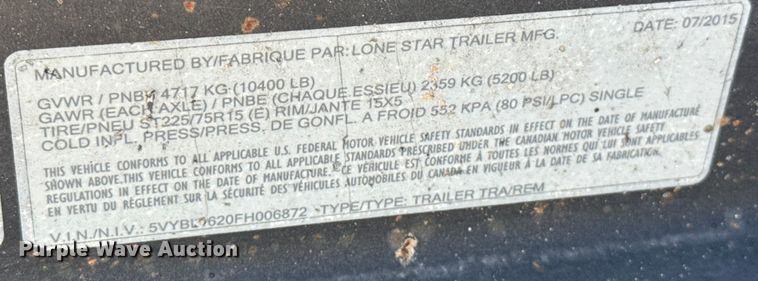 MANUFACTURED BY/FABRIQUE PAR: LONE STAR TRAILER MFG. DATE: 07/2015
GVWR / PNBV 4717 KG (10400 LB)
GAWR (EACH AXLE) / PNBE (CHAQUE ESSIEU) 2359 KG (5200 LB)
TIRE/PNEU ST225/75R15 (E) RIM/JANTE 15X5
COLD INFL. PRESS/PRESS. DE GONFL. A FROID 552 KPA (80 PSI/LPC) SINGLE
THIS VEHICLE CONFORMS TO ALL APPLICABLE U.S. FEDERAL MOTOR VEHICLE SAFETY STANDARDS IN EFFECT ON THE DATE OF MANUFACTURE
SHOWN ABOVE.THIS VEHICLE CONFORMS TO ALL APPLICABLE STANDARDS PRESCRIBED UNDER THE CANADIAN MOTOR VEHICLE SAFETY
REGULATIONS IN EFFECT ON THE DATE OF MANUFACTURE. CE VÉHICULE EST CONFORME À TOUTES LES NORMES QUI LUI SONT APPLICABLES
EN VERTU DU RÈGLEMENT SUR LA SÉCURITÉ DES VÉHICULES AUTOMOBILES DU CANADA EN VIGUEUR À LA DATE DE SA FABRICATION.
V.I.N./N.I.V.: TYPE/TYPE: TRAILER TRA/REM
Purple Wave Auction